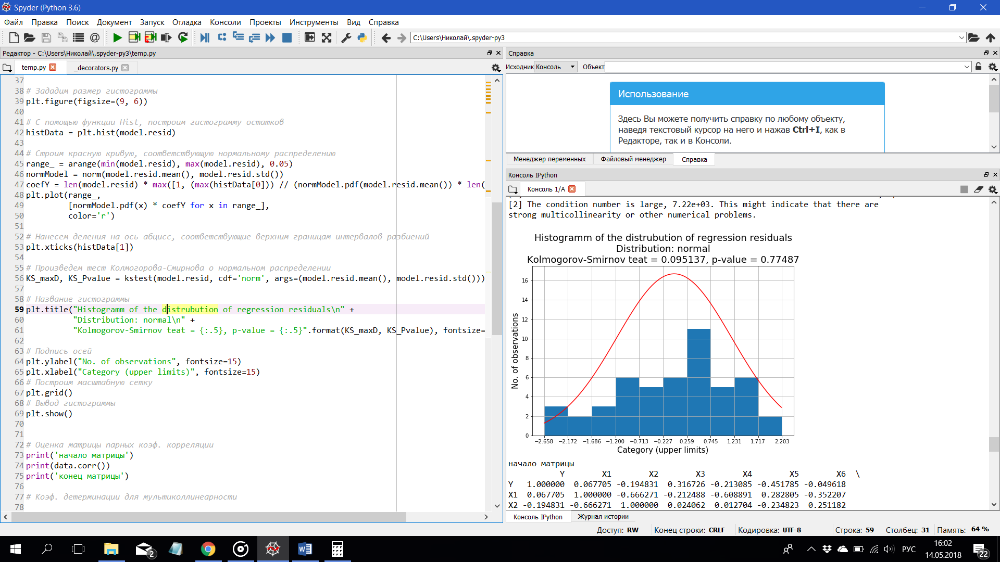 Spyder (Python 3.6)
Файл Правка Поиск Документ Запуск Отладка Консоли Проекты Инструменты Вид Справка
C:\Users\Николай\.spyder-py3
Редактор - C:\Users\Николай\.spyder-py3\temp.py
temp.py _decorators.py
37
38 # Зададим размер гистограммы
39 plt.figure(figsize=(9, 6))
40
41 # С помощью функции Hist, построим гистограмму остатков
42 histData = plt.hist(model.resid)
43
44 # Строим красную кривую, соответствующую нормальному распределению
45 range_ = arange(min(model.resid), max(model.resid), 0.05)
46 normModel = norm(model.resid.mean(), model.resid.std())
47 coefY = len(model.resid) * max([1, (max(histData[0])) // (normModel.pdf(model.resid.mean()) * len(
48 plt.plot(range_,
49 [normModel.pdf(x) * coefY for x in range_],
50 color='r')
51
52 # Нанесем деления на ось абцисс, соответствующие верхним границам интервалов разбиений
53 plt.xticks(histData[1])
54
55 # Произведем тест Колмогорова-Смирнова о нормальном распределении
56 KS_maxD, KS_Pvalue = kstest(model.resid, cdf='norm', args=(model.resid.mean(), model.resid.std()))
57
58 # Название гистограммы
59 plt.title("Histogramm of the distrubution of regression residuals\n" +
60 "Distribution: normal\n" +
61 "Kolmogorov-Smirnov teat = {:.5}, p-value = {:.5}".format(KS_maxD, KS_Pvalue), fontsize=
62
63 # Подпись осей
64 plt.ylabel("No. of observations", fontsize=15)
65 plt.xlabel("Category (upper limits)", fontsize=15)
66 # Построим масштабную сетку
67 plt.grid()
68 # Вывод гистограммы
69 plt.show()
70
71
72 # Оценка матрицы парных коэф. корреляции
73 print('начало матрицы')
74 print(data.corr())
75 print('конец матрицы')
76
77 # Коэф. детерминации для мультиколлинеарности
78
Справка
Исходник Консоль Объект
Использование
Здесь Вы можете получить справку по любому объекту,
наведя текстовый курсор на него и нажав Ctrl+I, как в
Редакторе, так и в Консоли.
Менеджер переменных Файловый менеджер Справка
Консоль IPython
Консоль 1/A
[2] The condition number is large, 7.22e+03. This might indicate that there are
strong multicollinearity or other numerical problems.
Histogramm of the distrubution of regression residuals
Distribution: normal
Kolmogorov-Smirnov teat = 0.095137, p-value = 0.77487
No. of observations
16
14
12
10
8
6
4
2
0
−2.658 −2.172 −1.686 −1.200 −0.713 −0.227 0.259 0.745 1.231 1.717 2.203
Category (upper limits)
начало матрицы
Y X1 X2 X3 X4 X5 X6 \
Y 1.000000 0.067705 -0.194831 0.316726 -0.213085 -0.451785 -0.049618
X1 0.067705 1.000000 -0.666271 -0.212488 -0.608891 0.282805 -0.352207
X2 -0.194831 -0.666271 1.000000 0.024062 0.012704 -0.234823 0.251182
Консоль IPython Журнал истории
Доступ: RW Конец строки: CRLF Кодировка: UTF-8 Строка: 59 Столбец: 31 Память: 64 %
2
РУС
16:02
14.05.2018
22